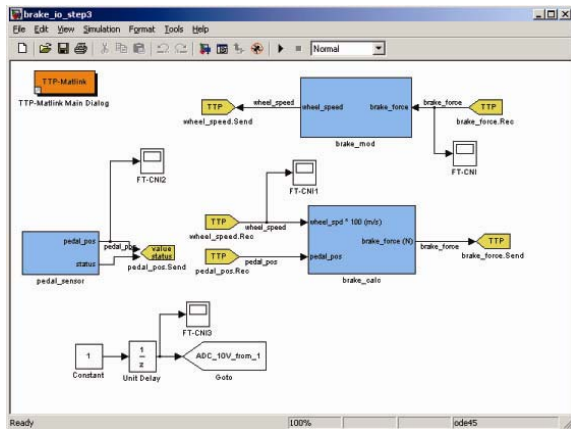 brake_io_step3
File Edit View Simulation Format Tools Help
Normal
TTP-Matlink
TTP-Matlink Main Dialog
TTP
wheel_speed
wheel_speed.Send
wheel_speed
brake_force
brake_mod
brake_force
TTP
brake_force.Rec
FT-CNI
FT-CNI2
FT-CNI1
TTP
wheel_speed
wheel_speed.Rec
wheel_spd * 100 (m/s)
brake_force (N)
pedal_pos
brake_calc
brake_force
TTP
brake_force.Send
TTP
pedal_pos
pedal_pos.Rec
pedal_pos
status
pedal_sensor
pedal_pos
value
status
pedal_pos.Send
FT-CNI3
1
Constant
1
z
Unit Delay
ADC_10V_from_1
Goto
Ready
100%
ode45